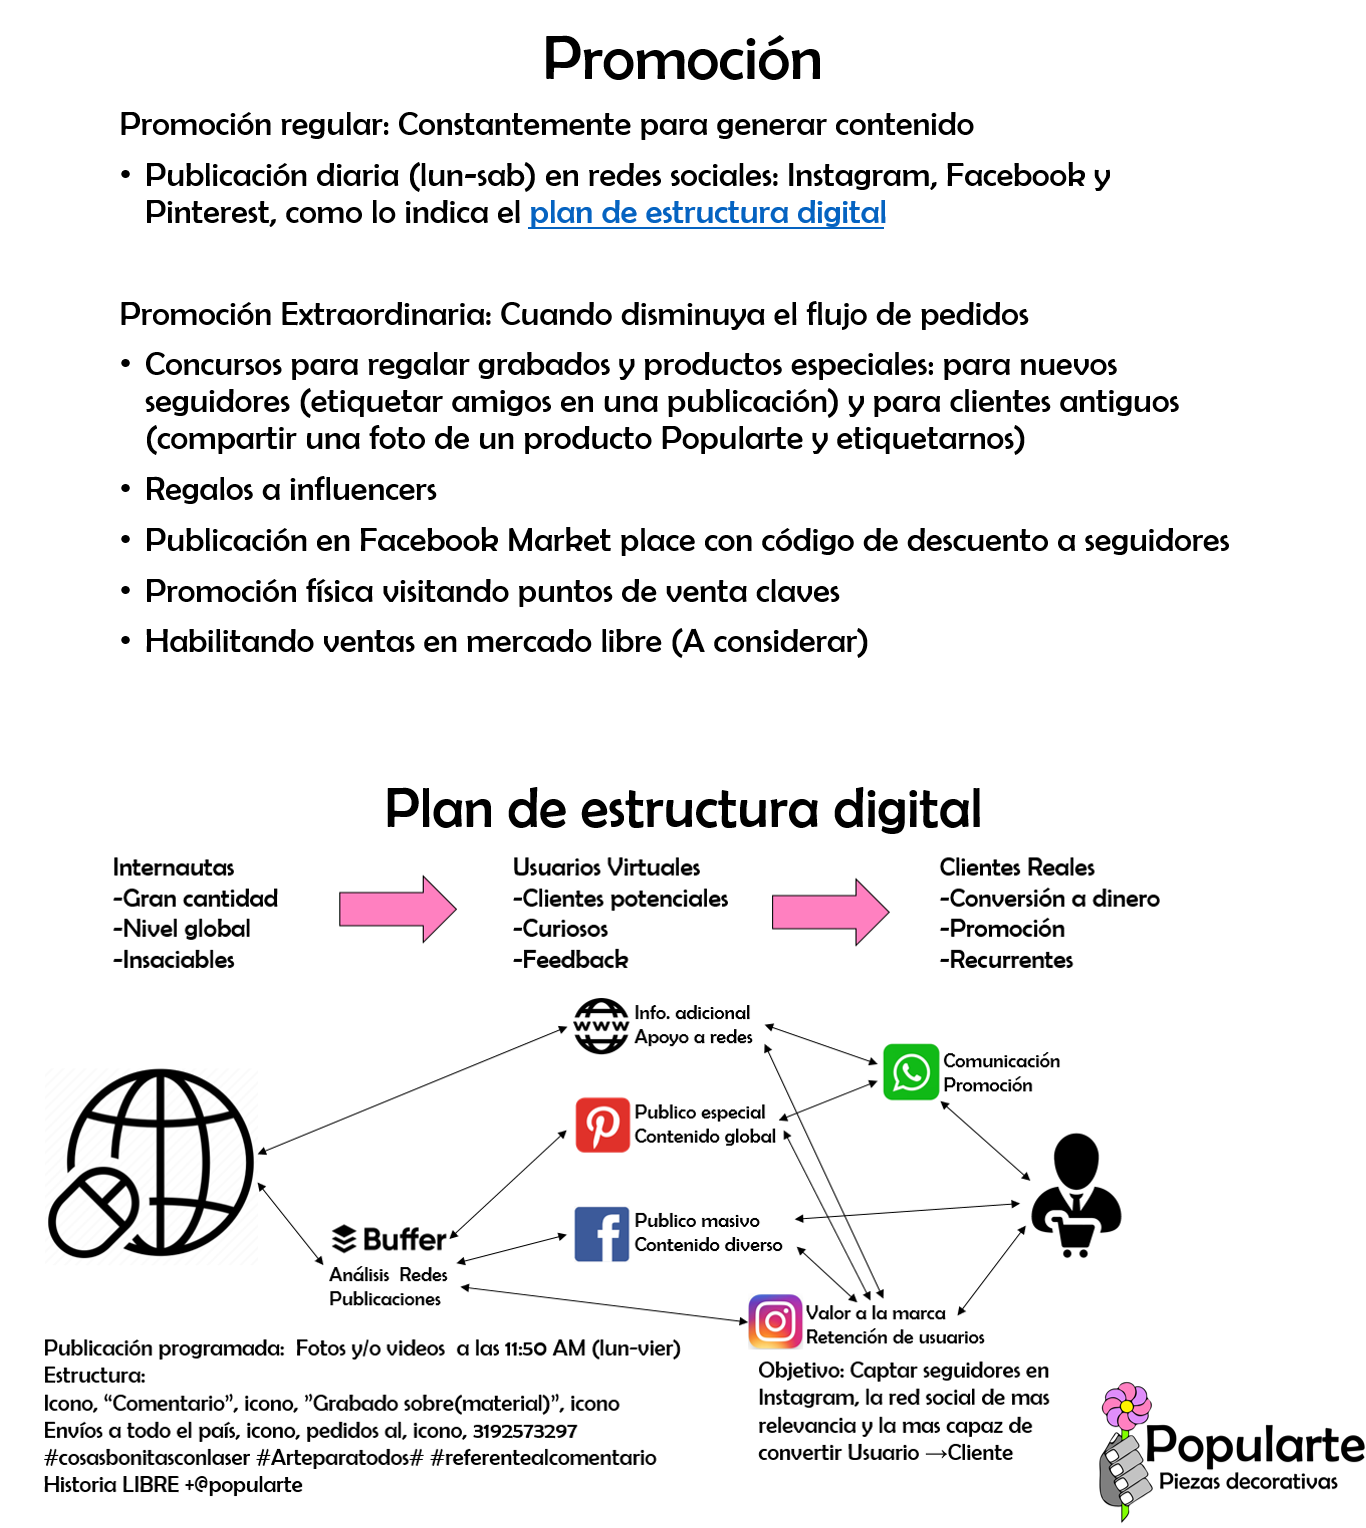 Promoción
Promoción regular: Constantemente para generar contenido
• Publicación diaria (lun-sab) en redes sociales: Instagram, Facebook y
Pinterest, como lo indica el plan de estructura digital
Promoción Extraordinaria: Cuando disminuya el flujo de pedidos
• Concursos para regalar grabados y productos especiales: para nuevos
seguidores (etiquetar amigos en una publicación) y para clientes antiguos
(compartir una foto de un producto Popularte y etiquetarnos)
• Regalos a influencers
• Publicación en Facebook Market place con código de descuento a seguidores
• Promoción física visitando puntos de venta claves
• Habilitando ventas en mercado libre (A considerar)
Plan de estructura digital
Internautas
-Gran cantidad
-Nivel global
-Insaciables
Usuarios Virtuales
-Clientes potenciales
-Curiosos
-Feedback
Clientes Reales
-Conversión a dinero
-Promoción
-Recurrentes
www
Info. adicional
Apoyo a redes
Comunicación
Promoción
Publico especial
Contenido global
Buffer
Análisis Redes
Publicaciones
Publico masivo
Contenido diverso
Valor a la marca
Retención de usuarios
Publicación programada: Fotos y/o videos a las 11:50 AM (lun-vier)
Estructura:
Icono, “Comentario”, icono, ”Grabado sobre(material)”, icono
Envíos a todo el país, icono, pedidos al, icono, 3192573297
#cosasbonitasconlaser #Arteparatodos# #referentealcomentario
Historia LIBRE +@popularte
Objetivo: Captar seguidores en
Instagram, la red social de mas
relevancia y la mas capaz de
convertir Usuario →Cliente
Popularte
Piezas decorativas